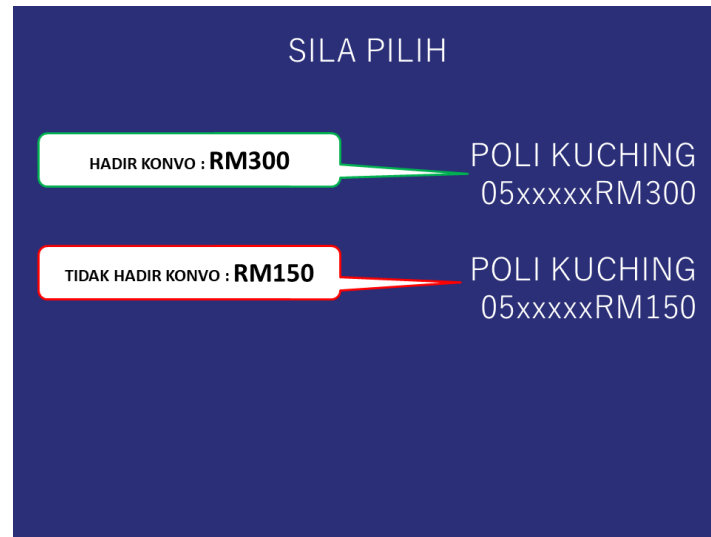 SILA PILIH
HADIR KONVO : RM300
POLI KUCHING
05xxxxxRM300
TIDAK HADIR KONVO : RM150
POLI KUCHING
05xxxxxRM150